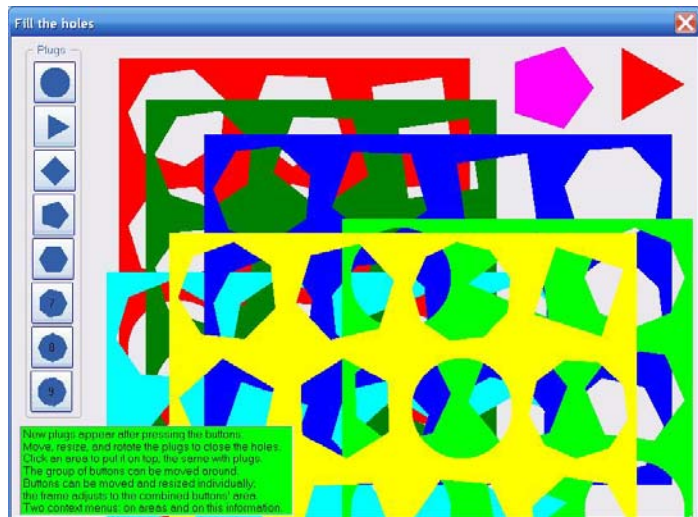 Fill the holes
Plugs
7
8
9
New plugs appear after pressing the buttons.
Move, resize, and rotate the plugs to close the holes.
Click an area to put it on top, the same with plugs.
The group of buttons can be moved around.
Buttons can be moved and resized individually;
the frame adjusts to the combined buttons' area.
Two context menus: on areas and on this information.